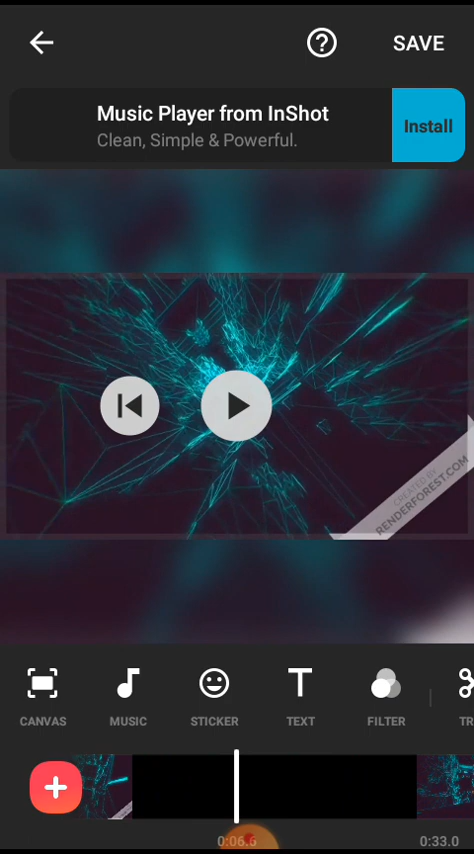 SAVE
Music Player from InShot
Clean, Simple & Powerful.
Install
CREATED BY
RENDERFOREST.COM
CANVAS
MUSIC
STICKER
TEXT
FILTER
TR
0:06.6
0:33.0